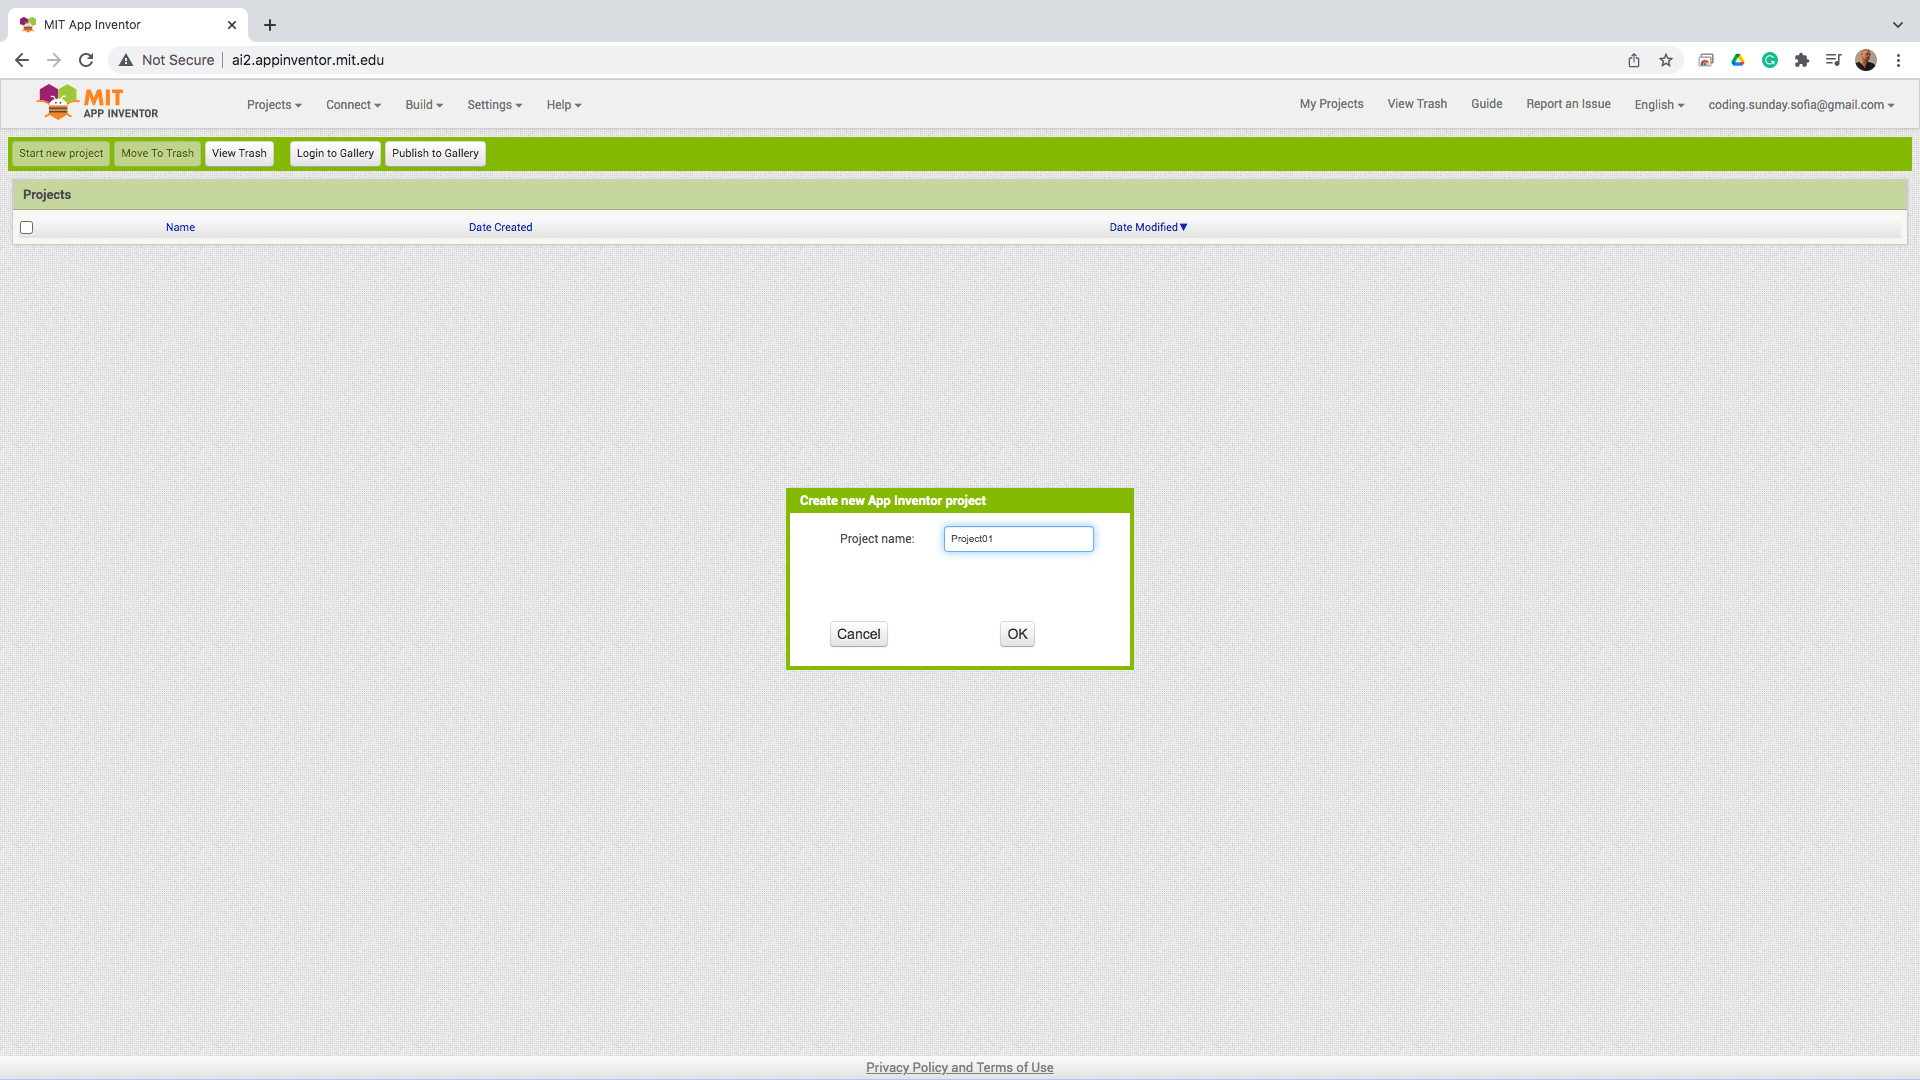 MIT App Inventor
Not Secure ai2.appinventor.mit.edu
MIT
APP INVENTOR
Projects Connect Build Settings Help My Projects View Trash Guide Report an Issue English coding.sunday.sofia@gmail.com
Start new project Move To Trash View Trash Login to Gallery Publish to Gallery
Projects
Name Date Created Date Modified▼
Create new App Inventor project
Project name: Project01
Cancel OK
Privacy Policy and Terms of Use